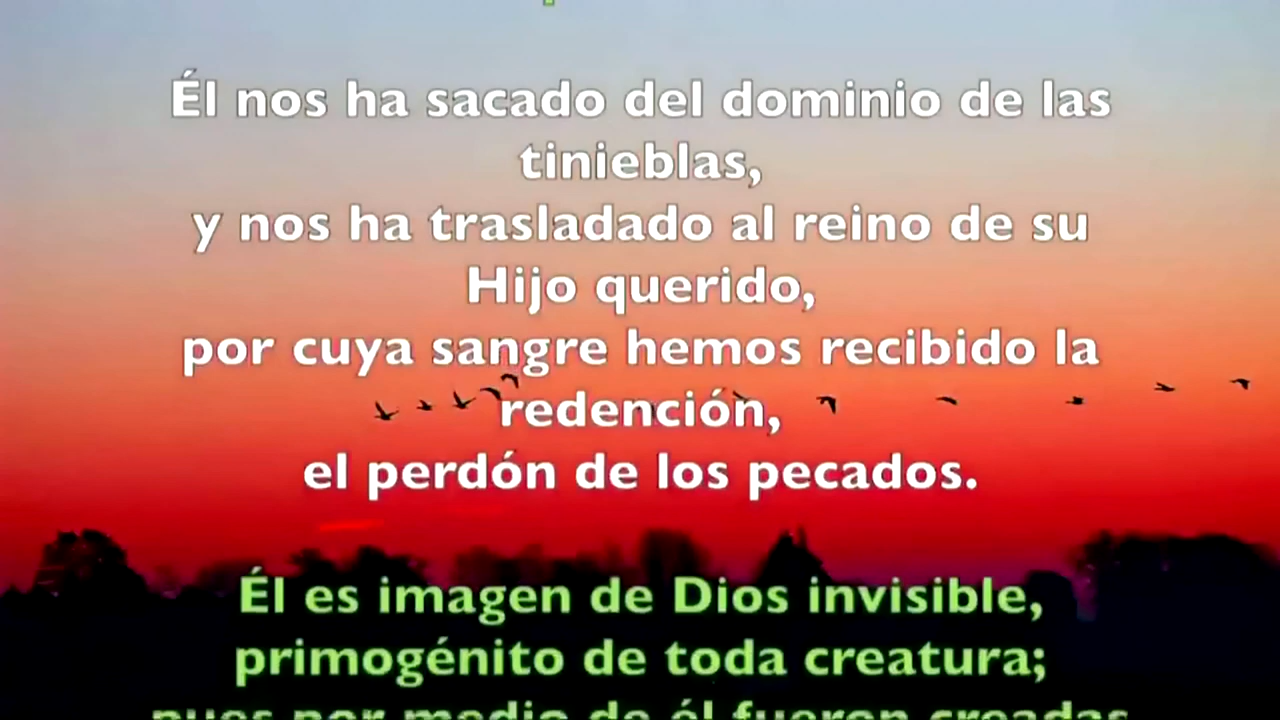 Él nos ha sacado del dominio de las
tinieblas,
y nos ha trasladado al reino de su
Hijo querido,
por cuya sangre hemos recibido la
redención,
el perdón de los pecados.
Él es imagen de Dios invisible,
primogénito de toda creatura;
pues por medio de él fueron creadas